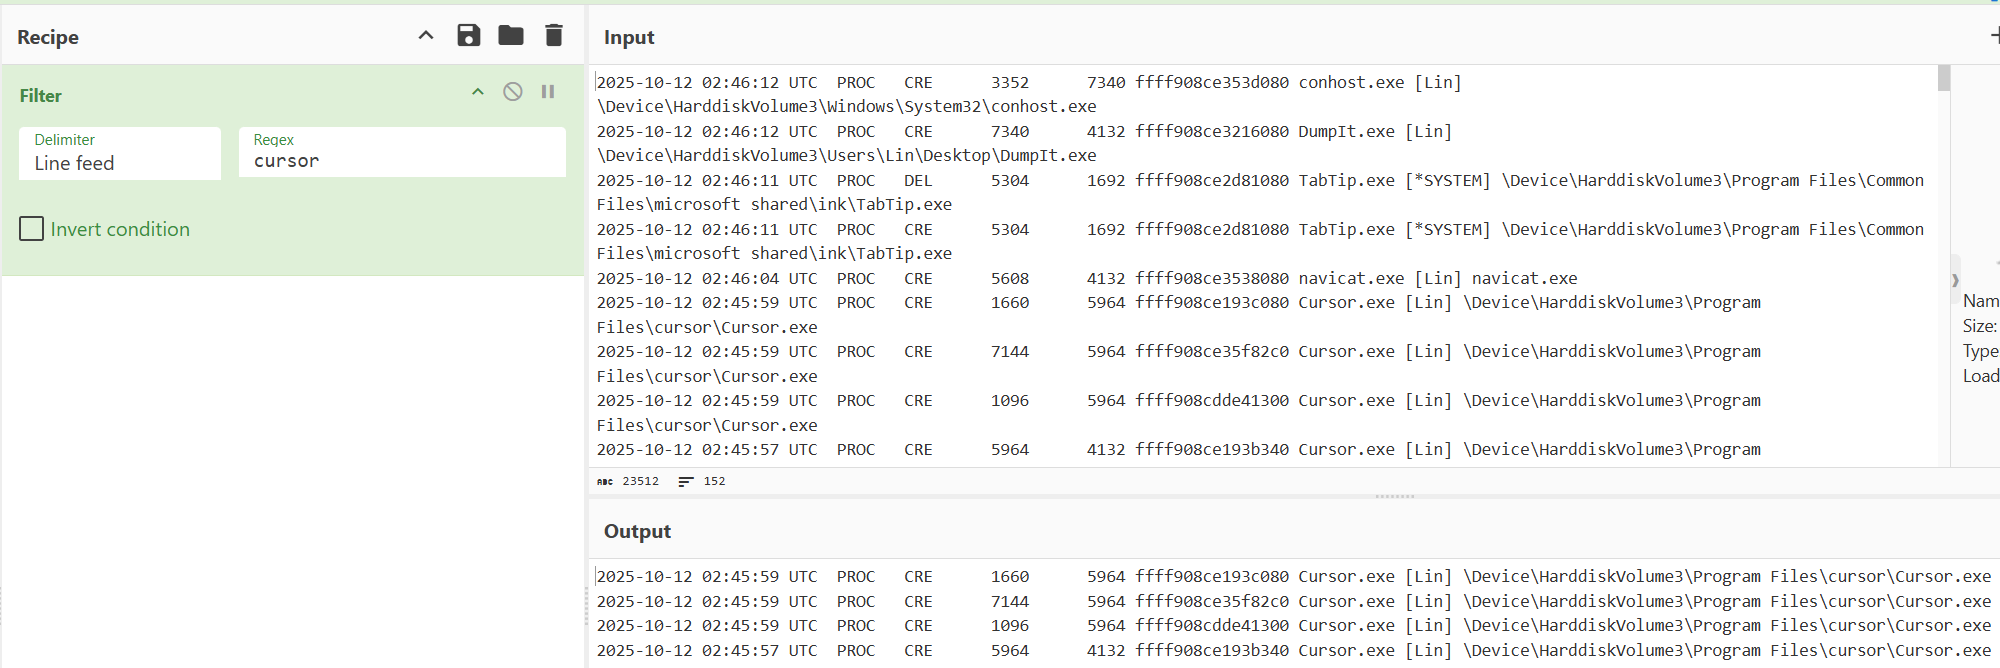 Recipe
Filter
Delimiter
Line feed
Regex
cursor
Invert condition
Input
2025-10-12 02:46:12 UTC  PROC   CRE      3352      7340 ffff908ce353d080 conhost.exe [Lin]
\Device\HarddiskVolume3\Windows\System32\conhost.exe
2025-10-12 02:46:12 UTC  PROC   CRE      7340      4132 ffff908ce3216080 DumpIt.exe [Lin]
\Device\HarddiskVolume3\Users\Lin\Desktop\DumpIt.exe
2025-10-12 02:46:11 UTC  PROC   DEL      5304      1692 ffff908ce2d81080 TabTip.exe [*SYSTEM] \Device\HarddiskVolume3\Program Files\Common
Files\microsoft shared\ink\TabTip.exe
2025-10-12 02:46:11 UTC  PROC   CRE      5304      1692 ffff908ce2d81080 TabTip.exe [*SYSTEM] \Device\HarddiskVolume3\Program Files\Common
Files\microsoft shared\ink\TabTip.exe
2025-10-12 02:46:04 UTC  PROC   CRE      5608      4132 ffff908ce3538080 navicat.exe [Lin] navicat.exe
2025-10-12 02:45:59 UTC  PROC   CRE      1660      5964 ffff908ce193c080 Cursor.exe [Lin] \Device\HarddiskVolume3\Program
Files\cursor\Cursor.exe
2025-10-12 02:45:59 UTC  PROC   CRE      7144      5964 ffff908ce35f82c0 Cursor.exe [Lin] \Device\HarddiskVolume3\Program
Files\cursor\Cursor.exe
2025-10-12 02:45:59 UTC  PROC   CRE      1096      5964 ffff908cdde41300 Cursor.exe [Lin] \Device\HarddiskVolume3\Program
Files\cursor\Cursor.exe
2025-10-12 02:45:57 UTC  PROC   CRE      5964      4132 ffff908ce193b340 Cursor.exe [Lin] \Device\HarddiskVolume3\Program
Nam
Size:
Type
Load
ABC 23512 152
Output
2025-10-12 02:45:59 UTC  PROC   CRE      1660      5964 ffff908ce193c080 Cursor.exe [Lin] \Device\HarddiskVolume3\Program Files\cursor\Cursor.exe
2025-10-12 02:45:59 UTC  PROC   CRE      7144      5964 ffff908ce35f82c0 Cursor.exe [Lin] \Device\HarddiskVolume3\Program Files\cursor\Cursor.exe
2025-10-12 02:45:59 UTC  PROC   CRE      1096      5964 ffff908cdde41300 Cursor.exe [Lin] \Device\HarddiskVolume3\Program Files\cursor\Cursor.exe
2025-10-12 02:45:57 UTC  PROC   CRE      5964      4132 ffff908ce193b340 Cursor.exe [Lin] \Device\HarddiskVolume3\Program Files\cursor\Cursor.exe